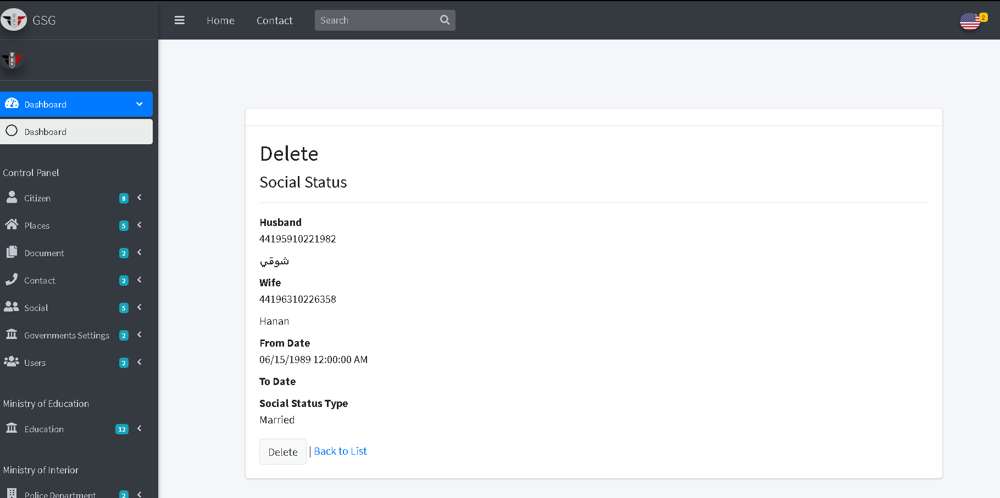 GSG
Home
Contact
Search
2
Dashboard
Dashboard
Control Panel
Citizen 8
Places 5
Document 2
Contact 2
Social 5
Governments Settings 2
Users 2
Ministry of Education
Education 12
Ministry of Interior
Police Department 2
Delete
Social Status
Husband
44195910221982
شوقي
Wife
44196310226358
Hanan
From Date
06/15/1989 12:00:00 AM
To Date
Social Status Type
Married
Delete | Back to List